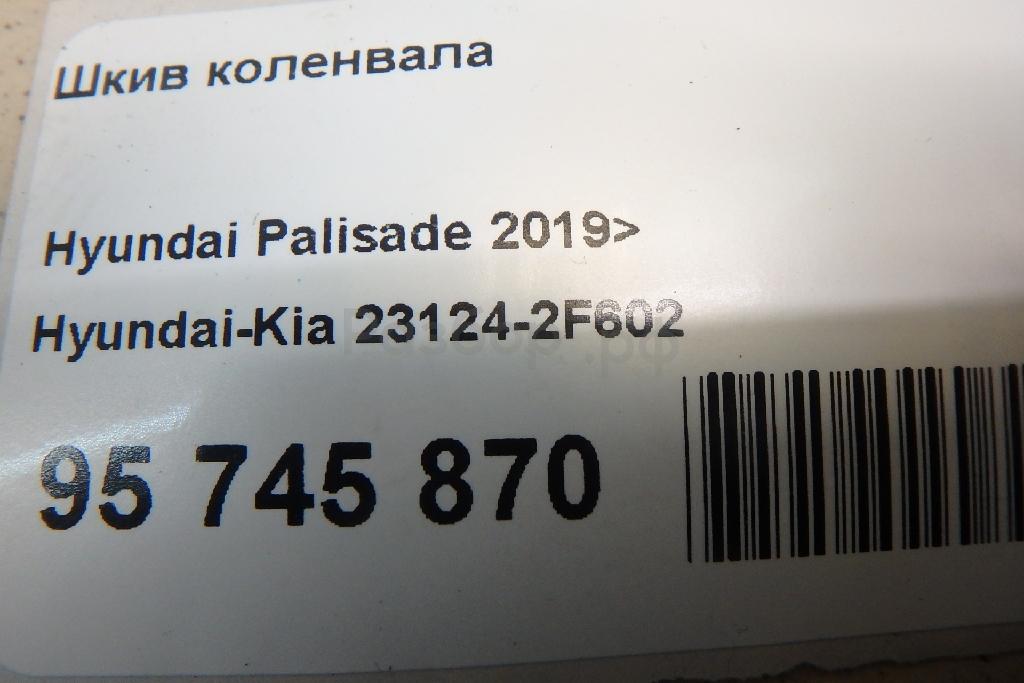 Шкив коленвала
Hyundai Palisade 2019>
Hyundai-Kia 23124-2F602
95 745 870